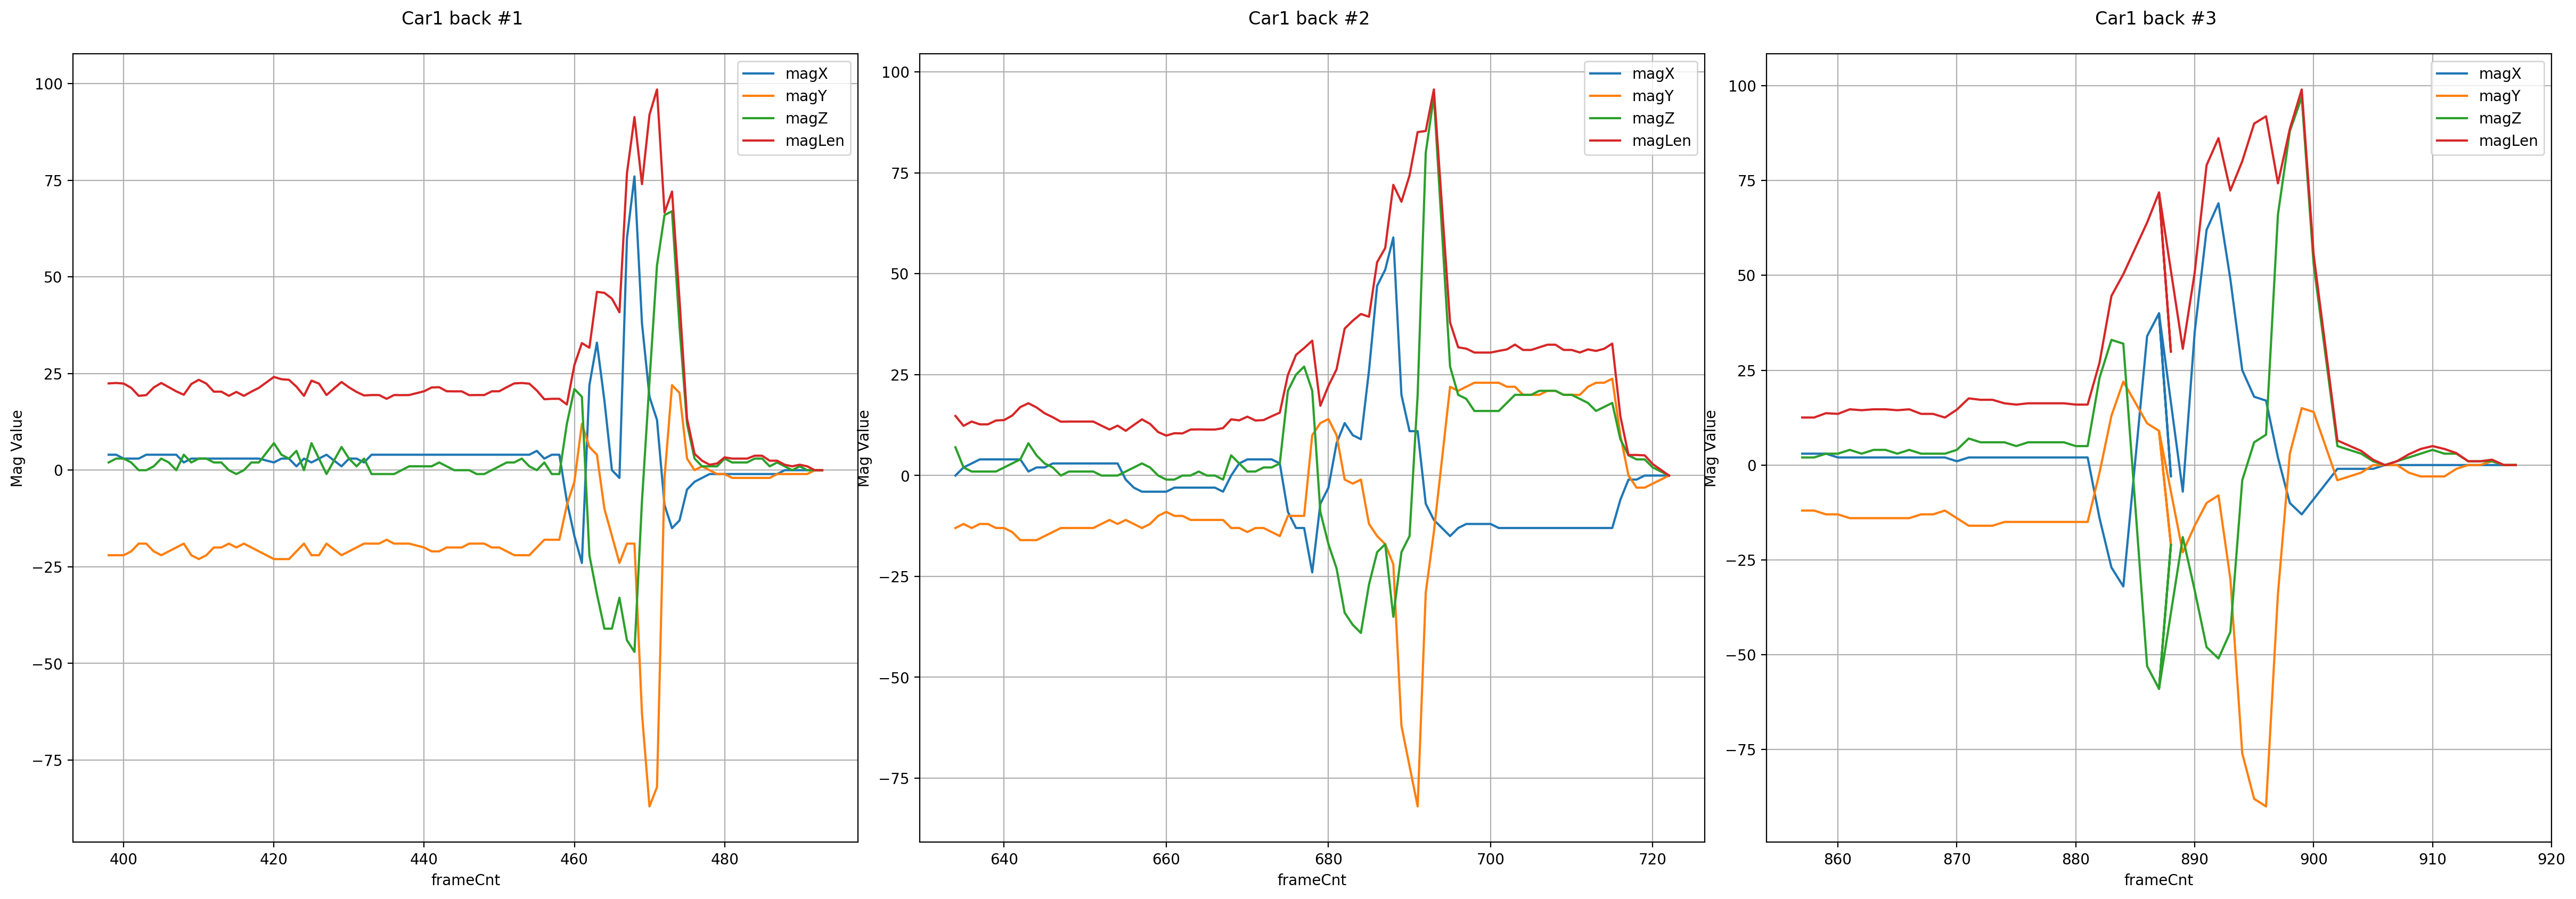 Car1 back #1
Mag Value
100
75
50
25
0
−25
−50
−75
400
420
440
460
480
frameCnt
magX
magY
magZ
magLen
Car1 back #2
Mag Value
100
75
50
25
0
−25
−50
−75
640
660
680
700
720
frameCnt
magX
magY
magZ
magLen
Car1 back #3
Mag Value
100
75
50
25
0
−25
−50
−75
860
870
880
890
900
910
920
frameCnt
magX
magY
magZ
magLen